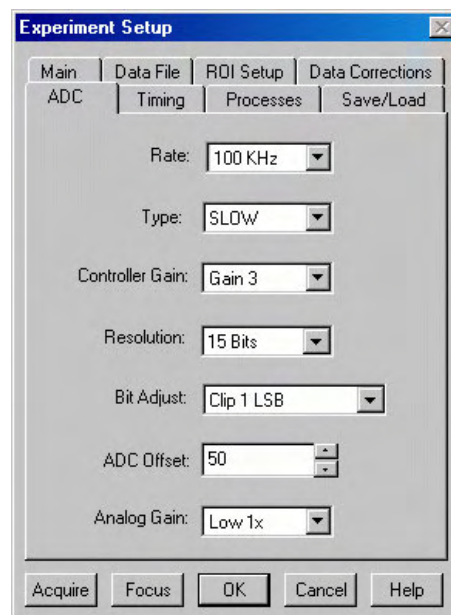 Experiment Setup
Main Data File ROI Setup Data Corrections
ADC Timing Processes Save/Load
Rate: 100 KHz
Type: SLOW
Controller Gain: Gain 3
Resolution: 15 Bits
Bit Adjust: Clip 1 LSB
ADC Offset: 50
Analog Gain: Low 1x
Acquire Focus OK Cancel Help